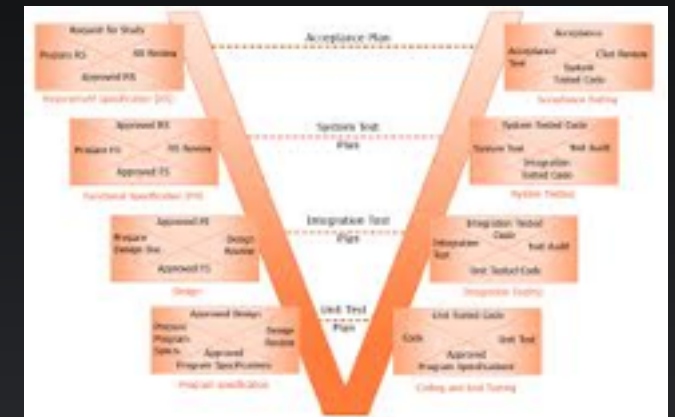 Request for Study
Prepare RS
RS Review
Approved RS
Requirement Specification (RS)
Acceptance Plan
Acceptance
Acceptance
Test
Client Review
System
Tested Code
Acceptance Testing
Approved RS
Prepare FS
FS Review
Approved FS
Functional Specification (FS)
System Test
Plan
System Tested Code
System Test
Test Audit
Integration
Tested Code
System Testing
Approved FS
Prepare
Design Doc
Design
Review
Approved FS
Design
Integration Test
Plan
Integration Tested
Code
Integration
Test
Test Audit
Unit Tested Code
Integration Testing
Approved Design
Prepare
Program
Specs
Design
Review
Approved
Program Specifications
Program specification
Unit Test
Plan
Unit Tested Code
Code
Unit Test
Approved
Program Specifications
Coding and Unit Testing